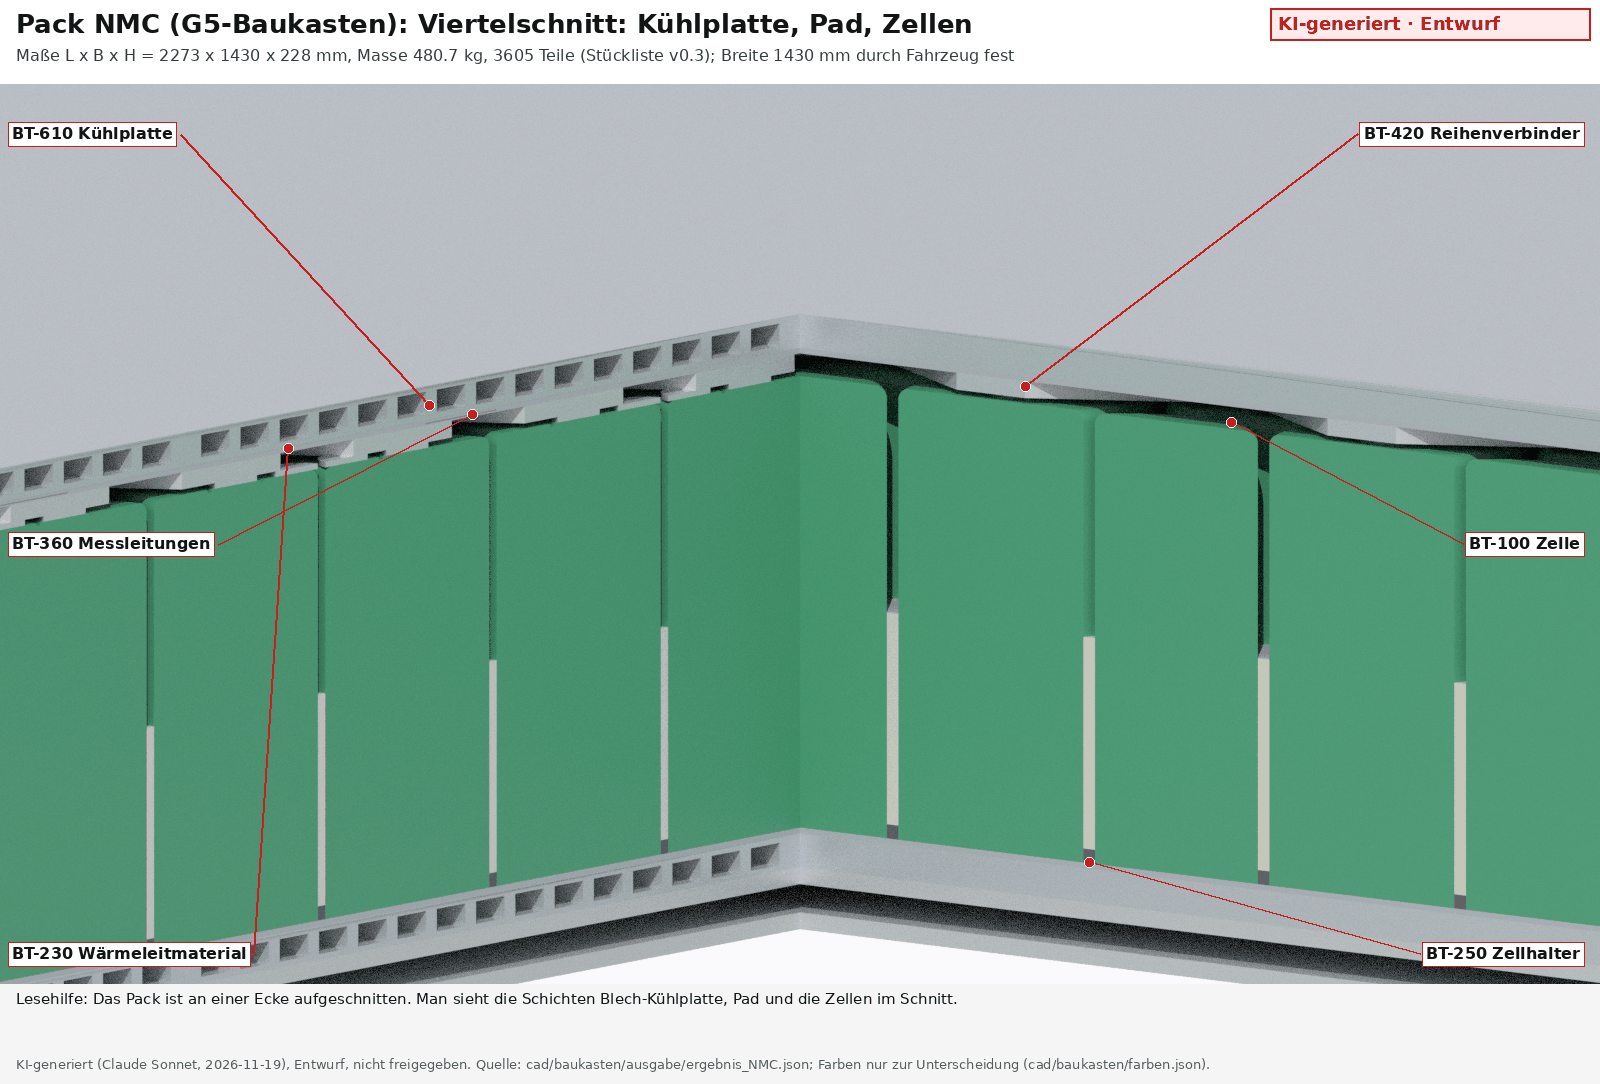 Pack NMC (G5-Baukasten): Viertelschnitt: Kühlplatte, Pad, Zellen
KI-generiert · Entwurf
Maße L x B x H = 2273 x 1430 x 228 mm, Masse 480.7 kg, 3605 Teile (Stückliste v0.3); Breite 1430 mm durch Fahrzeug fest
BT-610 Kühlplatte
BT-420 Reihenverbinder
BT-360 Messleitungen
BT-100 Zelle
BT-230 Wärmeleitmaterial
BT-250 Zellhalter
Lesehilfe: Das Pack ist an einer Ecke aufgeschnitten. Man sieht die Schichten Blech-Kühlplatte, Pad und die Zellen im Schnitt.
KI-generiert (Claude Sonnet, 2026-11-19), Entwurf, nicht freigegeben. Quelle: cad/baukasten/ausgabe/ergebnis_NMC.json; Farben nur zur Unterscheidung (cad/baukasten/farben.json).